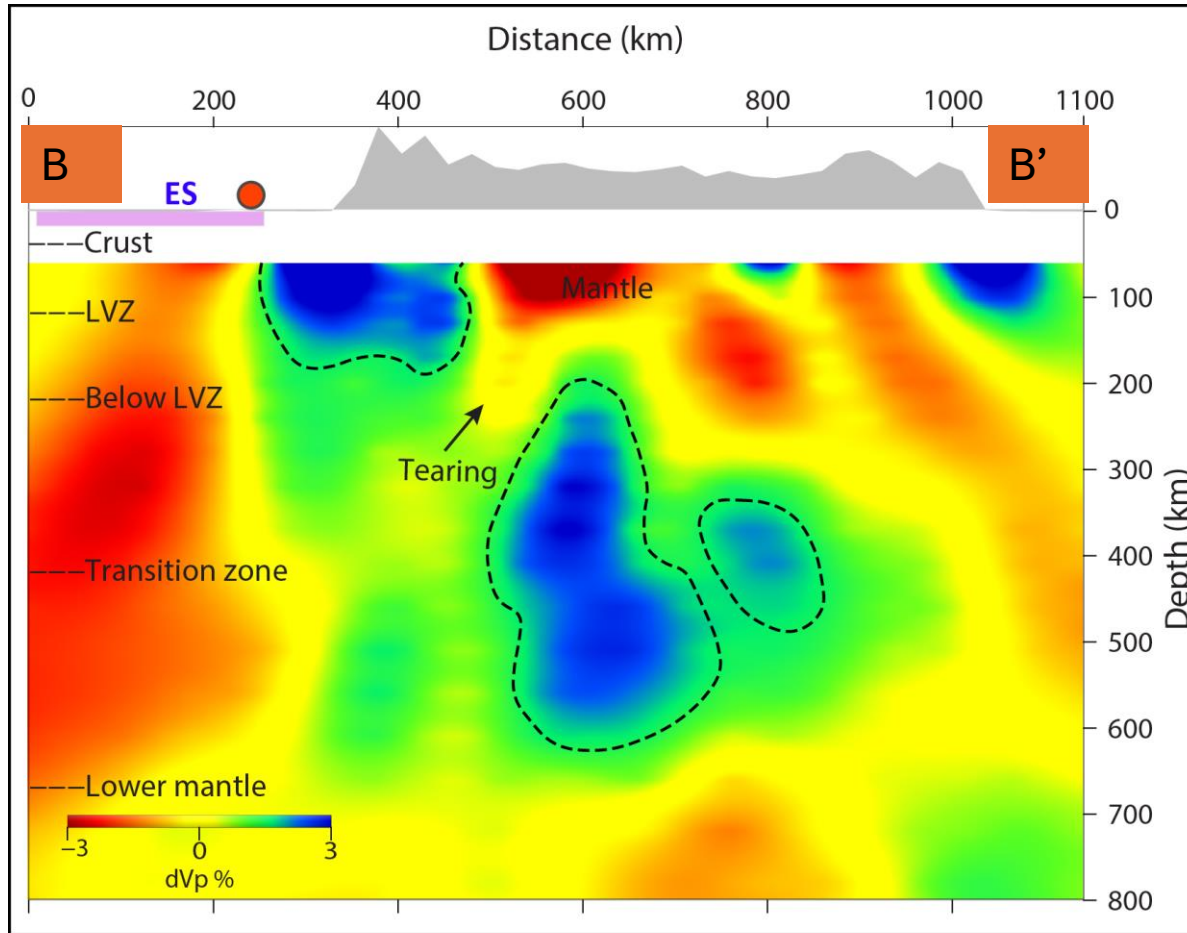 Distance (km)
0 200 400 600 800 1000 1100
B
B’
ES
0
---Crust
Mantle
100
---LVZ
200
---Below LVZ
Tearing
300
Depth (km)
400
---Transition zone
500
600
---Lower mantle
700
−3 0 3
dVp %
800